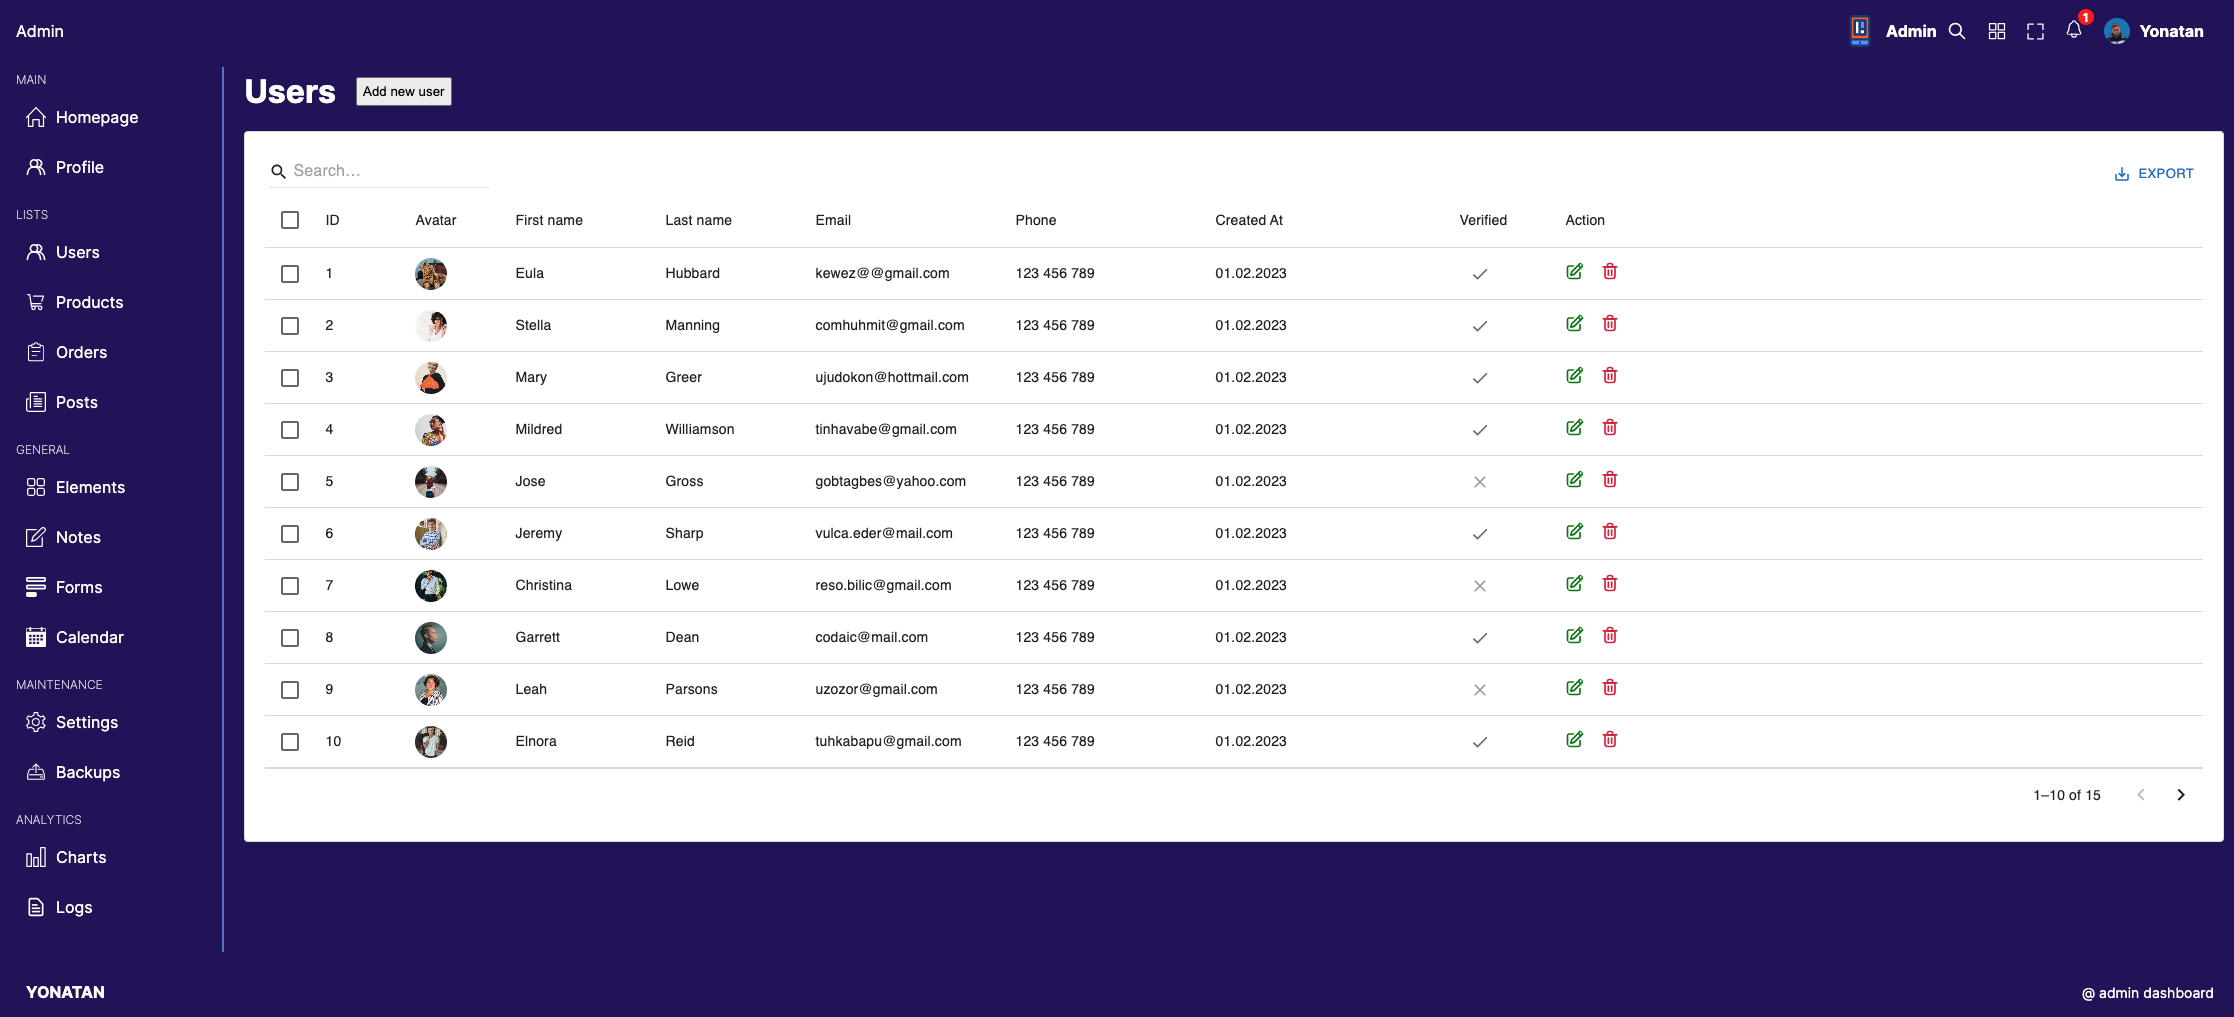 Admin
Admin
1
Yonatan
MAIN
Homepage
Profile
LISTS
Users
Products
Orders
Posts
GENERAL
Elements
Notes
Forms
Calendar
MAINTENANCE
Settings
Backups
ANALYTICS
Charts
Logs
Users Add new user
Search…
EXPORT
ID Avatar First name Last name Email Phone Created At Verified Action
1 Eula Hubbard kewez@@gmail.com 123 456 789 01.02.2023
2 Stella Manning comhuhmit@gmail.com 123 456 789 01.02.2023
3 Mary Greer ujudokon@hottmail.com 123 456 789 01.02.2023
4 Mildred Williamson tinhavabe@gmail.com 123 456 789 01.02.2023
5 Jose Gross gobtagbes@yahoo.com 123 456 789 01.02.2023
6 Jeremy Sharp vulca.eder@mail.com 123 456 789 01.02.2023
7 Christina Lowe reso.bilic@gmail.com 123 456 789 01.02.2023
8 Garrett Dean codaic@mail.com 123 456 789 01.02.2023
9 Leah Parsons uzozor@gmail.com 123 456 789 01.02.2023
10 Elnora Reid tuhkabapu@gmail.com 123 456 789 01.02.2023
1–10 of 15
YONATAN
@ admin dashboard